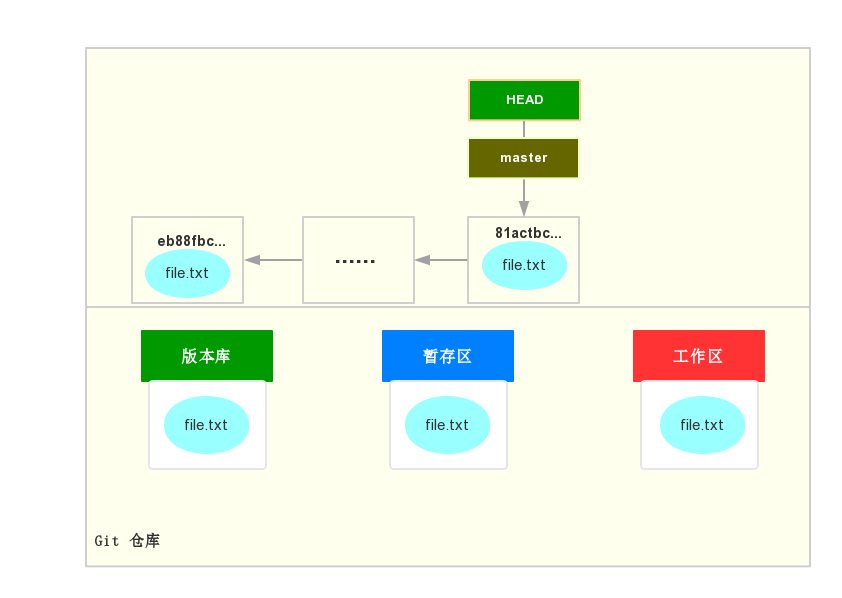 HEAD
master
eb88fbc...
file.txt
......
81actbc...
file.txt
版本库
暂存区
工作区
file.txt
file.txt
file.txt
Git 仓库